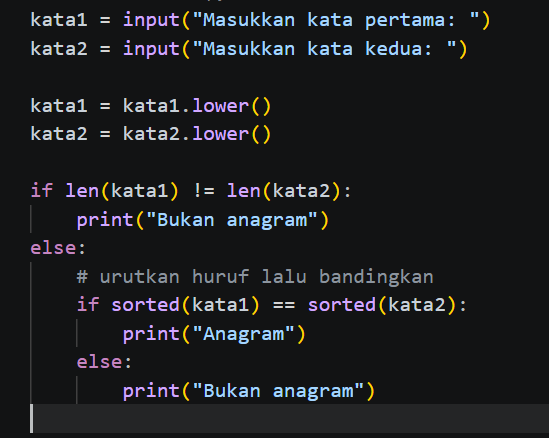 kata1 = input("Masukkan kata pertama: ")
kata2 = input("Masukkan kata kedua: ")

kata1 = kata1.lower()
kata2 = kata2.lower()

if len(kata1) != len(kata2):
    print("Bukan anagram")
else:
    # urutkan huruf lalu bandingkan
    if sorted(kata1) == sorted(kata2):
        print("Anagram")
    else:
        print("Bukan anagram")